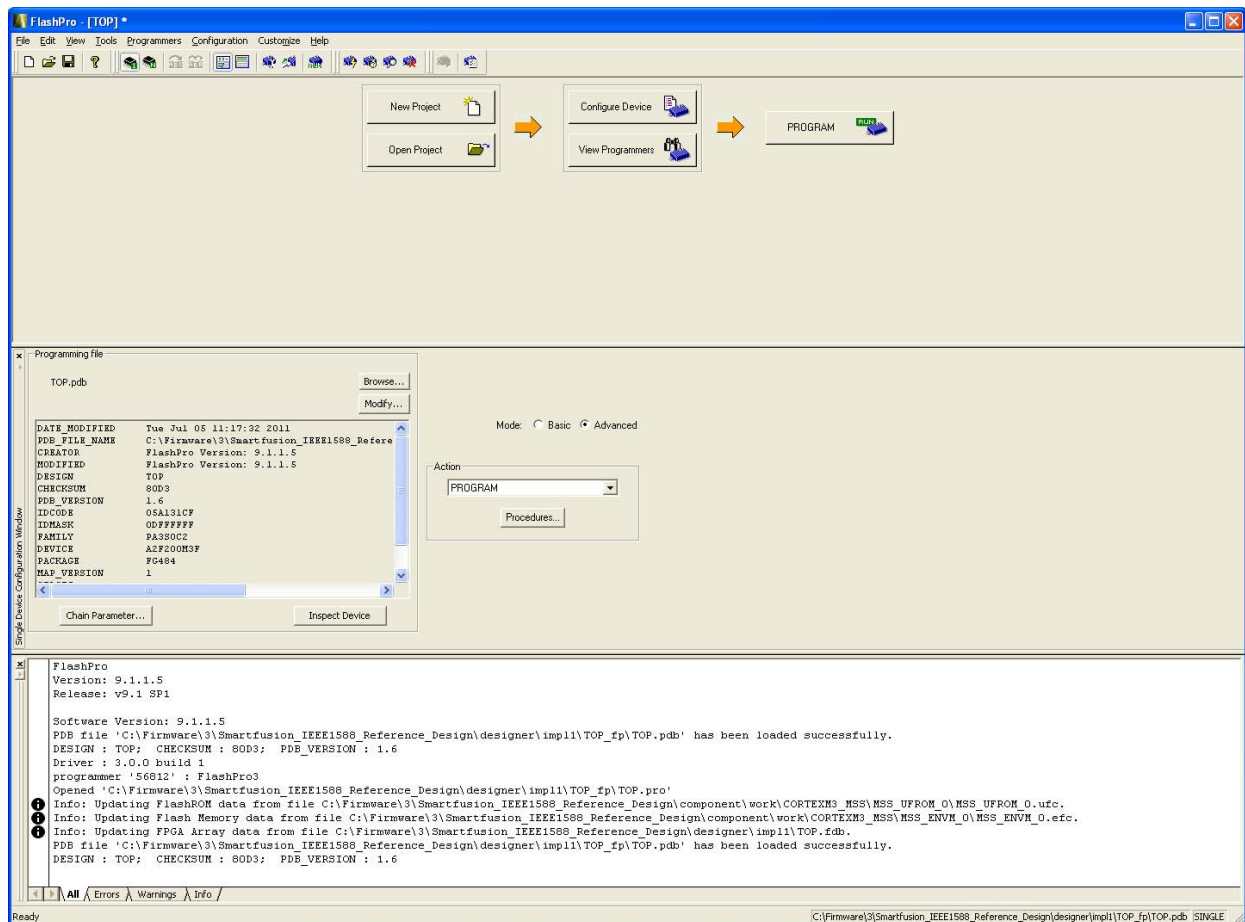 FlashPro - [TOP] *
File Edit View Tools Programmers Configuration Customize Help
New Project
Open Project
Configure Device
View Programmers
PROGRAM
RUN
Single Device Configuration Window
Programming file
TOP.pdb
Browse...
Modify...
DATE_MODIFIED Tue Jul 05 11:17:32 2011
PDB_FILE_NAME C:\Firmware\3\Smartfusion_IEEE1588_Refere
CREATOR FlashPro Version: 9.1.1.5
MODIFIED FlashPro Version: 9.1.1.5
DESIGN TOP
CHECKSUM 80D3
PDB_VERSION 1.6
IDCODE 05A131CF
IDMASK 0DFFFFFF
FAMILY PA3SOC2
DEVICE A2F200M3F
PACKAGE FG484
MAP_VERSION 1
Chain Parameter...
Inspect Device
Mode: Basic Advanced
Action
PROGRAM
Procedures...
FlashPro
Version: 9.1.1.5
Release: v9.1 SP1
Software Version: 9.1.1.5
PDB file 'C:\Firmware\3\Smartfusion_IEEE1588_Reference_Design\designer\impl1\TOP_fp\TOP.pdb' has been loaded successfully.
DESIGN : TOP; CHECKSUM : 80D3; PDB_VERSION : 1.6
Driver : 3.0.0 build 1
programmer '56812' : FlashPro3
Opened 'C:\Firmware\3\Smartfusion_IEEE1588_Reference_Design\designer\impl1\TOP_fp\TOP.pro'
Info: Updating FlashROM data from file C:\Firmware\3\Smartfusion_IEEE1588_Reference_Design\component\work\CORTEXM3_MSS\MSS_UFROM_0\MSS_UFROM_0.ufc.
Info: Updating Flash Memory data from file C:\Firmware\3\Smartfusion_IEEE1588_Reference_Design\component\work\CORTEXM3_MSS\MSS_ENVM_0\MSS_ENVM_0.efc.
Info: Updating FPGA Array data from file C:\Firmware\3\Smartfusion_IEEE1588_Reference_Design\designer\impl1\TOP.fdb.
PDB file 'C:\Firmware\3\Smartfusion_IEEE1588_Reference_Design\designer\impl1\TOP_fp\TOP.pdb' has been loaded successfully.
DESIGN : TOP; CHECKSUM : 80D3; PDB_VERSION : 1.6
All Errors Warnings Info
Ready
C:\Firmware\3\Smartfusion_IEEE1588_Reference_Design\designer\impl1\TOP_fp\TOP.pdb SINGLE